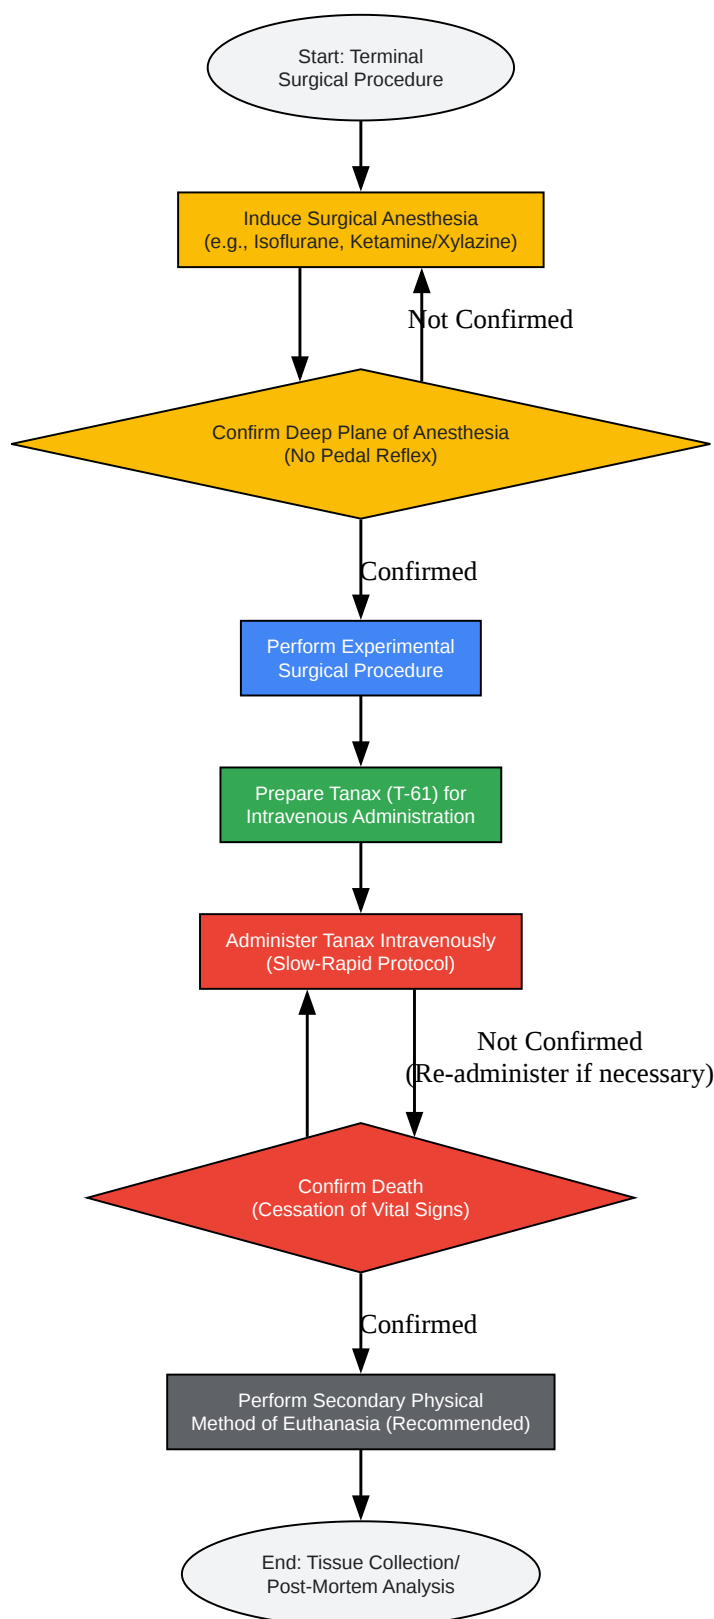 Start: Terminal
Surgical Procedure
Induce Surgical Anesthesia
(e.g., Isoflurane, Ketamine/Xylazine)
Not Confirmed
Confirm Deep Plane of Anesthesia
(No Pedal Reflex)
Confirmed
Perform Experimental
Surgical Procedure
Prepare Tanax (T-61) for
Intravenous Administration
Administer Tanax Intravenously
(Slow-Rapid Protocol)
Not Confirmed
(Re-administer if necessary)
Confirm Death
(Cessation of Vital Signs)
Confirmed
Perform Secondary Physical
Method of Euthanasia (Recommended)
End: Tissue Collection/
Post-Mortem Analysis